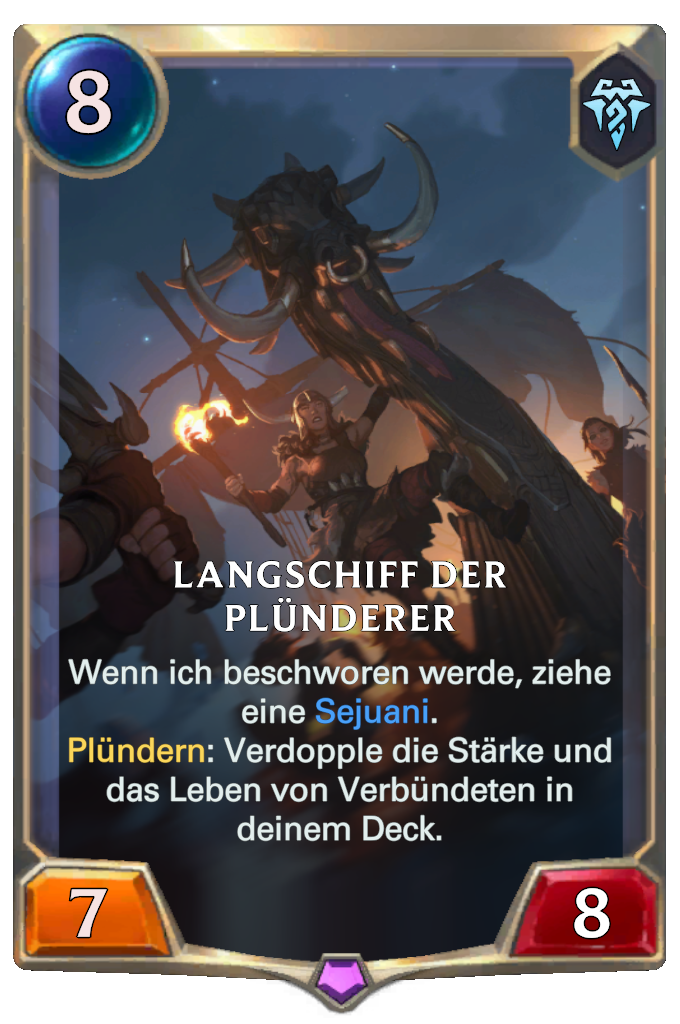 8
LANGSCHIFF DER
PLÜNDERER
Wenn ich beschworen werde, ziehe
eine Sejuani.
Plündern: Verdopple die Stärke und
das Leben von Verbündeten in
deinem Deck.
7
8